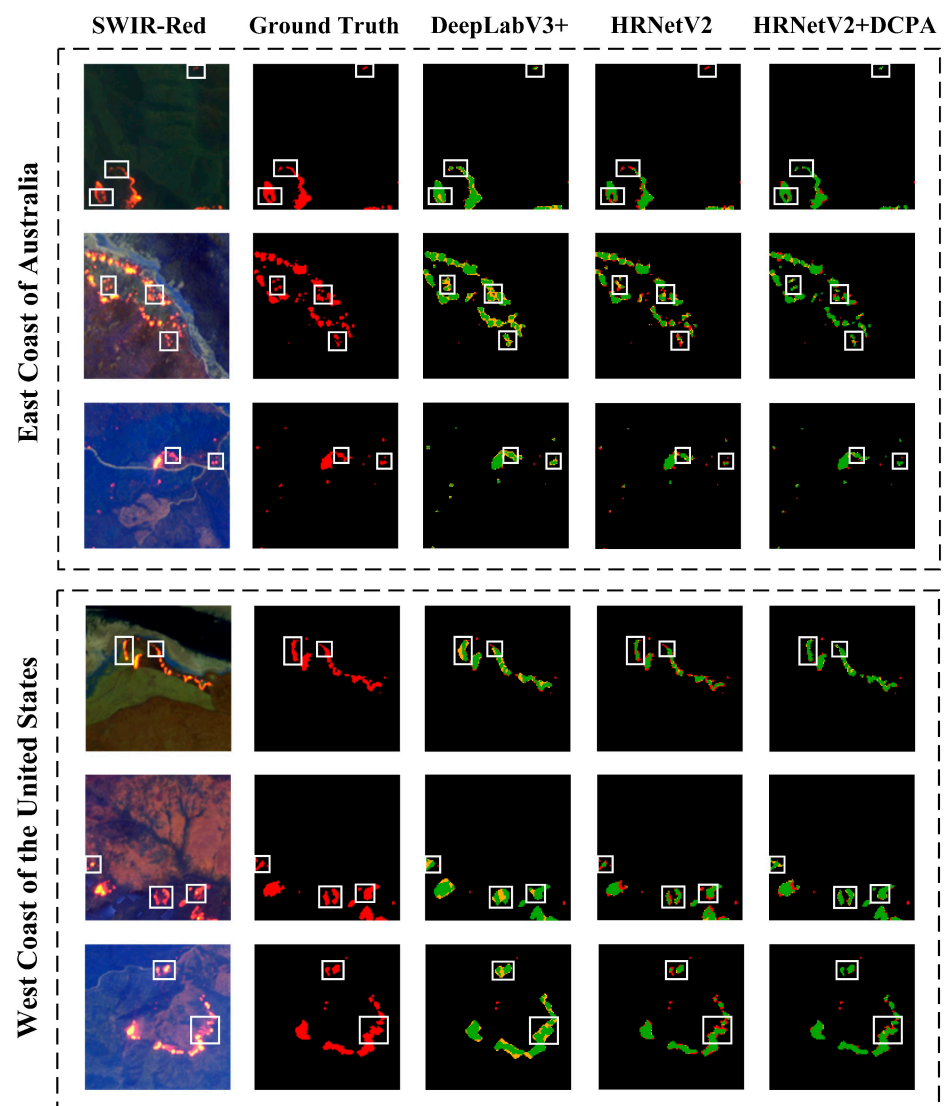 SWIR-Red
Ground Truth
DeepLabV3+
HRNetV2
HRNetV2+DCPA
East Coast of Australia
West Coast of the United States